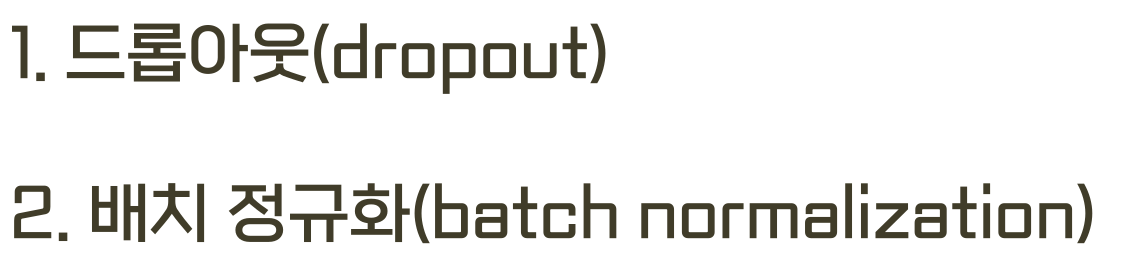 1. 드롭아웃(dropout)
2. 배치 정규화(batch normalization)